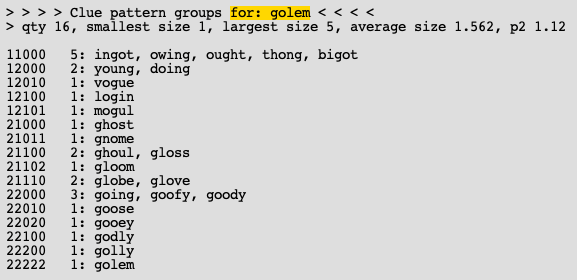 > > > > Clue pattern groups for: golem < < < <
> qty 16, smallest size 1, largest size 5, average size 1.562, p2 1.12
11000 5: ingot, owing, ought, thong, bigot
12000 2: young, doing
12010 1: vogue
12100 1: login
12101 1: mogul
21000 1: ghost
21011 1: gnome
21100 2: ghoul, gloss
21102 1: gloom
21110 2: globe, glove
22000 3: going, goofy, goody
22010 1: goose
22020 1: gooey
22100 1: godly
22200 1: golly
22222 1: golem